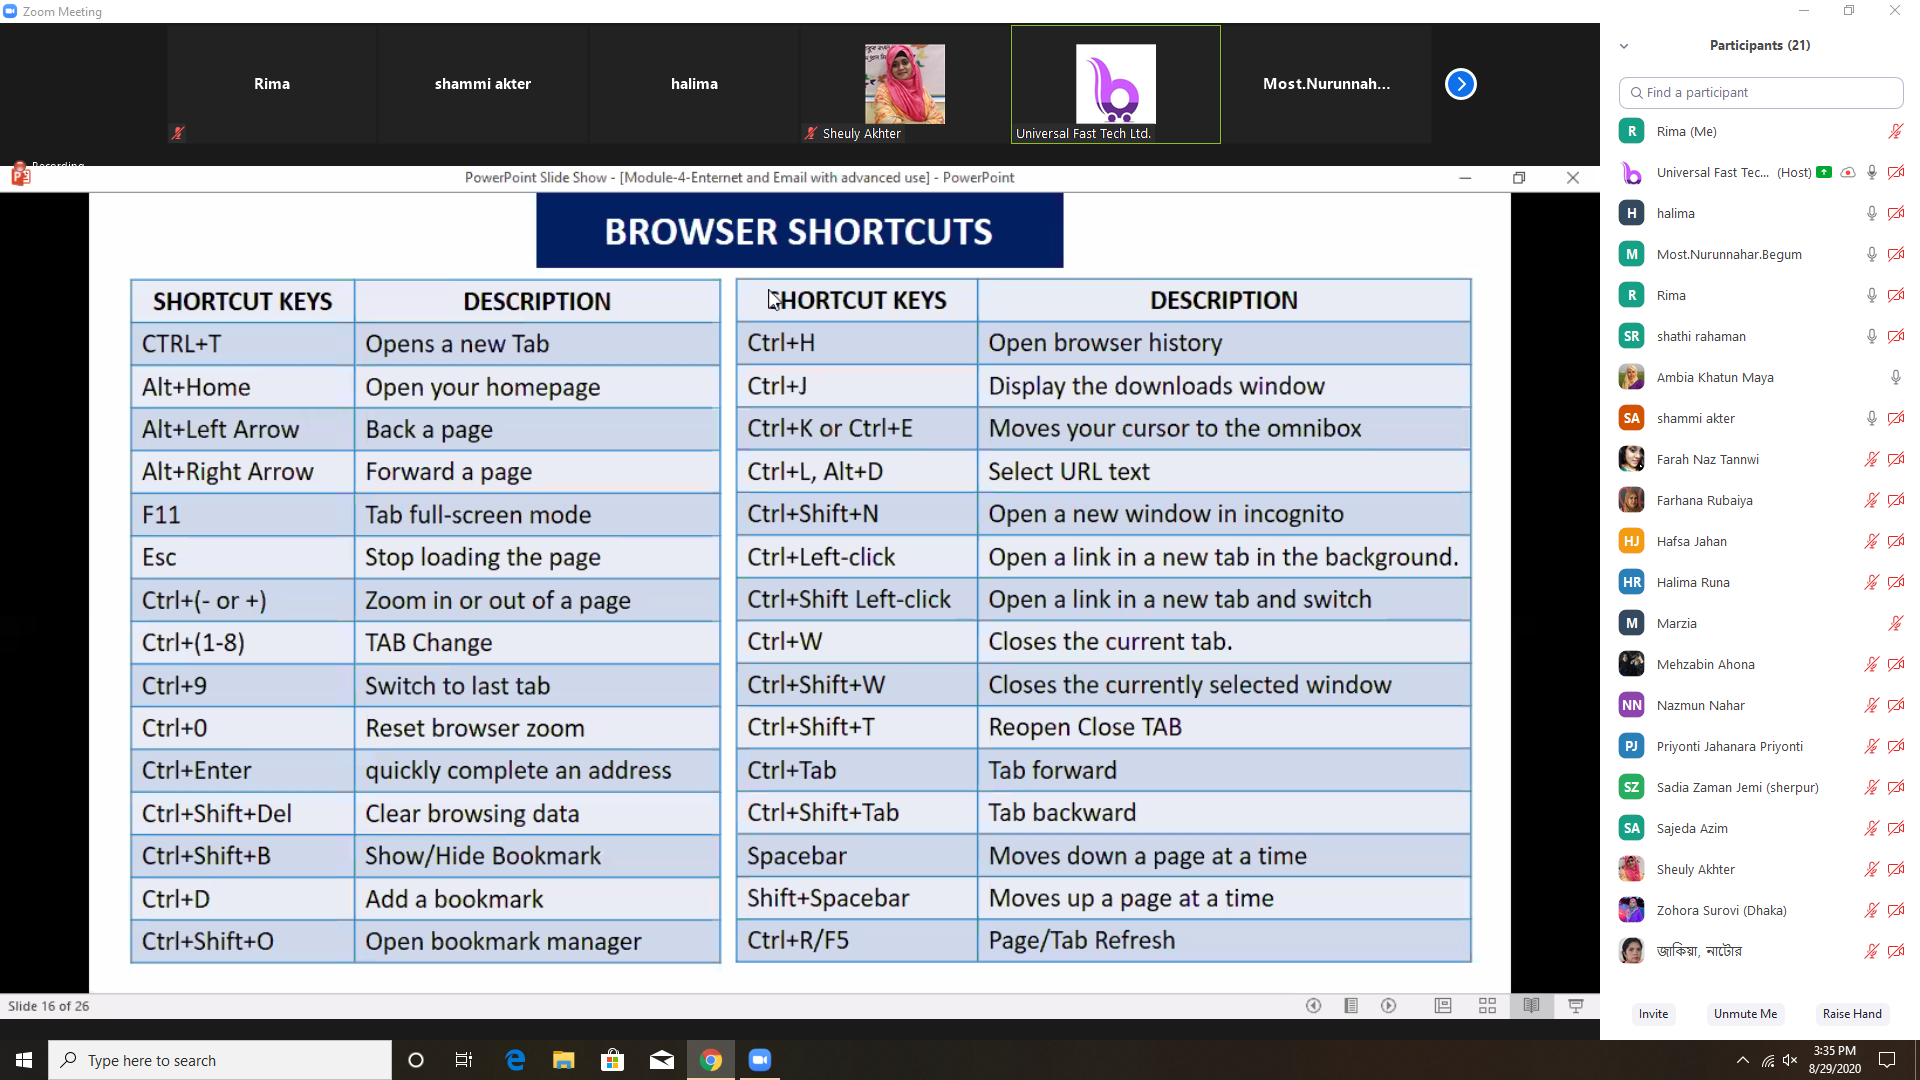 Zoom Meeting
Rima
shammi akter
halima
Sheuly Akhter
Universal Fast Tech Ltd.
Most.Nurunnah...
Recording
PowerPoint Slide Show - [Module-4-Enternet and Email with advanced use] - PowerPoint
BROWSER SHORTCUTS
SHORTCUT KEYS DESCRIPTION
CTRL+T Opens a new Tab
Alt+Home Open your homepage
Alt+Left Arrow Back a page
Alt+Right Arrow Forward a page
F11 Tab full-screen mode
Esc Stop loading the page
Ctrl+(- or +) Zoom in or out of a page
Ctrl+(1-8) TAB Change
Ctrl+9 Switch to last tab
Ctrl+0 Reset browser zoom
Ctrl+Enter quickly complete an address
Ctrl+Shift+Del Clear browsing data
Ctrl+Shift+B Show/Hide Bookmark
Ctrl+D Add a bookmark
Ctrl+Shift+O Open bookmark manager
SHORTCUT KEYS DESCRIPTION
Ctrl+H Open browser history
Ctrl+J Display the downloads window
Ctrl+K or Ctrl+E Moves your cursor to the omnibox
Ctrl+L, Alt+D Select URL text
Ctrl+Shift+N Open a new window in incognito
Ctrl+Left-click Open a link in a new tab in the background.
Ctrl+Shift Left-click Open a link in a new tab and switch
Ctrl+W Closes the current tab.
Ctrl+Shift+W Closes the currently selected window
Ctrl+Shift+T Reopen Close TAB
Ctrl+Tab Tab forward
Ctrl+Shift+Tab Tab backward
Spacebar Moves down a page at a time
Shift+Spacebar Moves up a page at a time
Ctrl+R/F5 Page/Tab Refresh
Slide 16 of 26
Participants (21)
Find a participant
R Rima (Me)
Universal Fast Tec... (Host)
H halima
M Most.Nurunnahar.Begum
R Rima
SR shathi rahaman
Ambia Khatun Maya
SA shammi akter
Farah Naz Tannwi
Farhana Rubaiya
HJ Hafsa Jahan
HR Halima Runa
M Marzia
Mehzabin Ahona
NN Nazmun Nahar
PJ Priyonti Jahanara Priyonti
SZ Sadia Zaman Jemi (sherpur)
SA Sajeda Azim
Sheuly Akhter
Zohora Surovi (Dhaka)
জাকিয়া, নাটোর
Invite Unmute Me Raise Hand
Type here to search
3:35 PM
8/29/2020